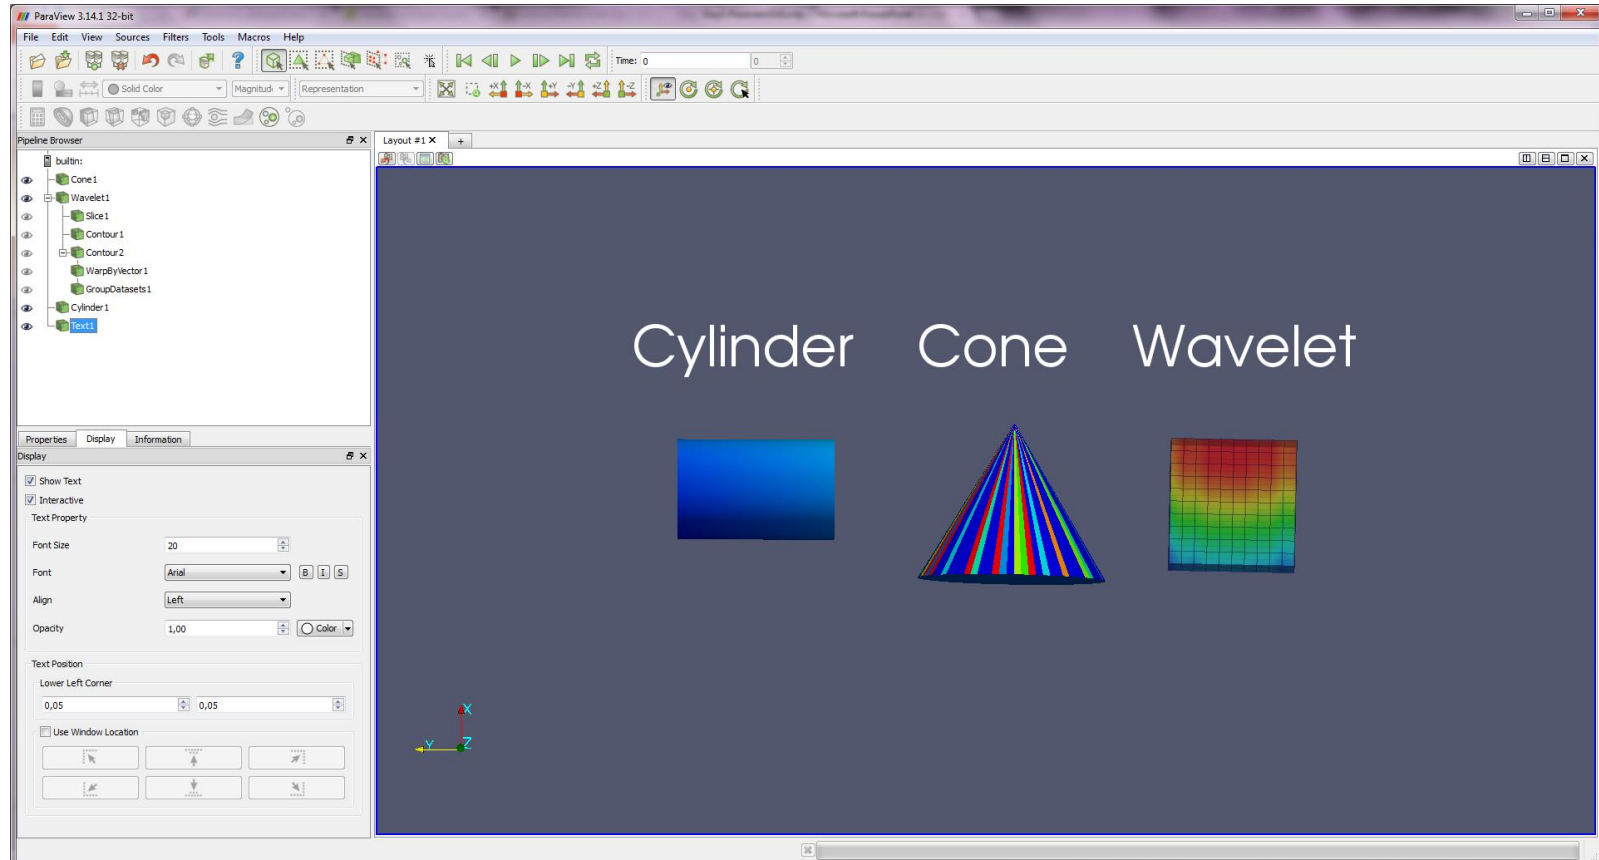 ParaView 3.14.1 32-bit
File Edit View Sources Filters Tools Macros Help
Time: 0 0
Solid Color Magnitud Representation
+X -X +Y -Y +Z -Z
Pipeline Browser
Layout #1 X +
builtin:
Cone1
Wavelet1
Slice1
Contour1
Contour2
WarpByVector1
GroupDatasets1
Cylinder1
Text1
Cylinder Cone Wavelet
Properties Display Information
Display
Show Text
Interactive
Text Property
Font Size 20
Font Arial B I S
Align Left
Opacity 1,00 Color
Text Position
Lower Left Corner
0,05 0,05
Use Window Location
X
Y Z